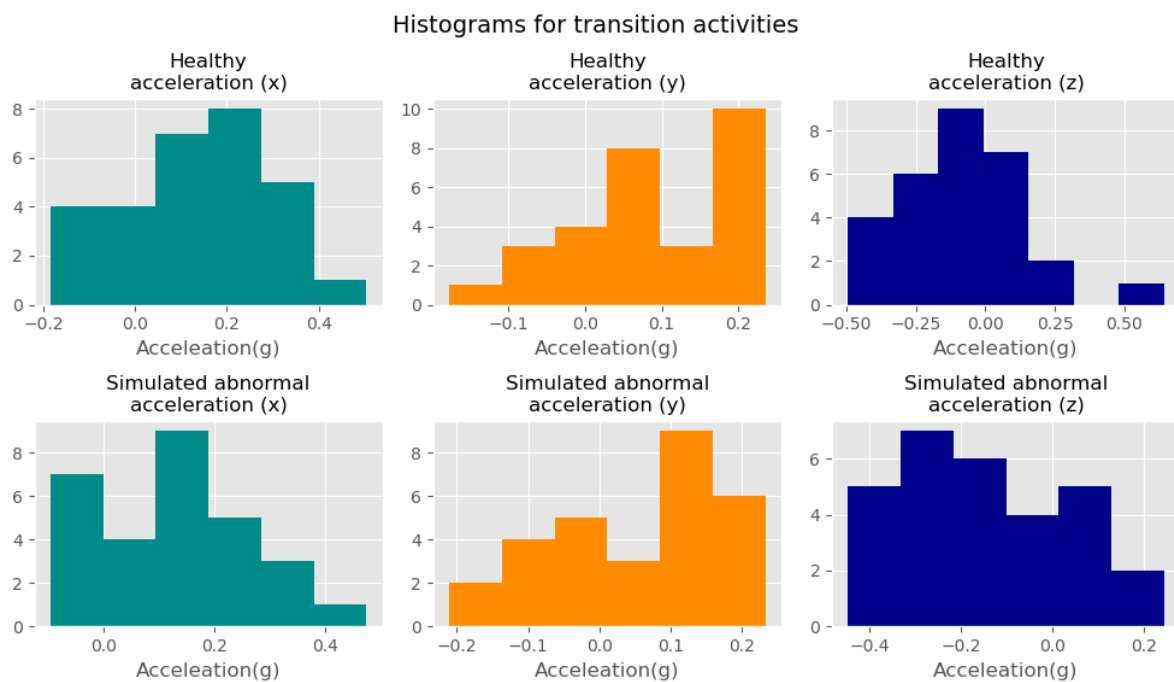 Histograms for transition activities
Healthy
acceleration (x)
Healthy
acceleration (y)
Healthy
acceleration (z)
8
6
4
2
0
−0.2 0.0 0.2 0.4
Acceleation(g)
10
8
6
4
2
0
−0.1 0.0 0.1 0.2
Acceleation(g)
8
6
4
2
0
−0.50 −0.25 0.00 0.25 0.50
Acceleation(g)
Simulated abnormal
acceleration (x)
Simulated abnormal
acceleration (y)
Simulated abnormal
acceleration (z)
8
6
4
2
0
0.0 0.2 0.4
Acceleation(g)
8
6
4
2
0
−0.2 −0.1 0.0 0.1 0.2
Acceleation(g)
6
4
2
0
−0.4 −0.2 0.0 0.2
Acceleation(g)